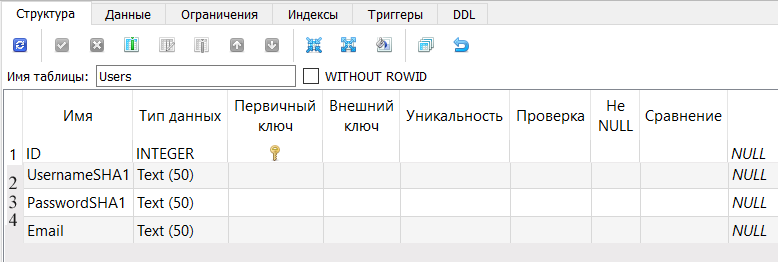 Структура Данные Ограничения Индексы Триггеры DDL
Имя таблицы: Users WITHOUT ROWID
Имя Тип данных Первичный ключ Внешний ключ Уникальность Проверка Не NULL Сравнение
1 ID INTEGER NULL
2 UsernameSHA1 Text (50) NULL
3 PasswordSHA1 Text (50) NULL
4 Email Text (50) NULL